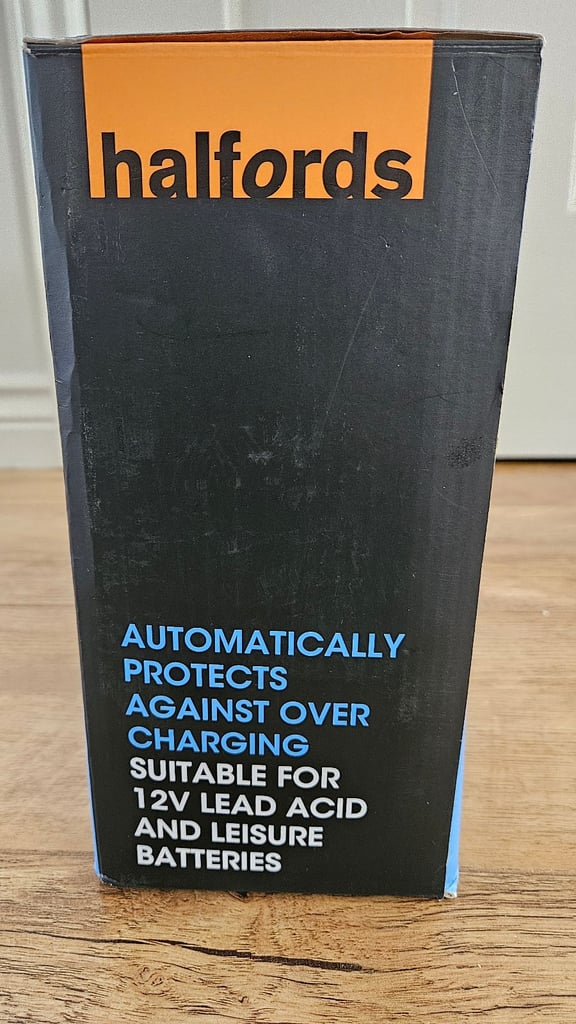 halfords
AUTOMATICALLY
PROTECTS
AGAINST OVER
CHARGING
SUITABLE FOR
12V LEAD ACID
AND LEISURE
BATTERIES